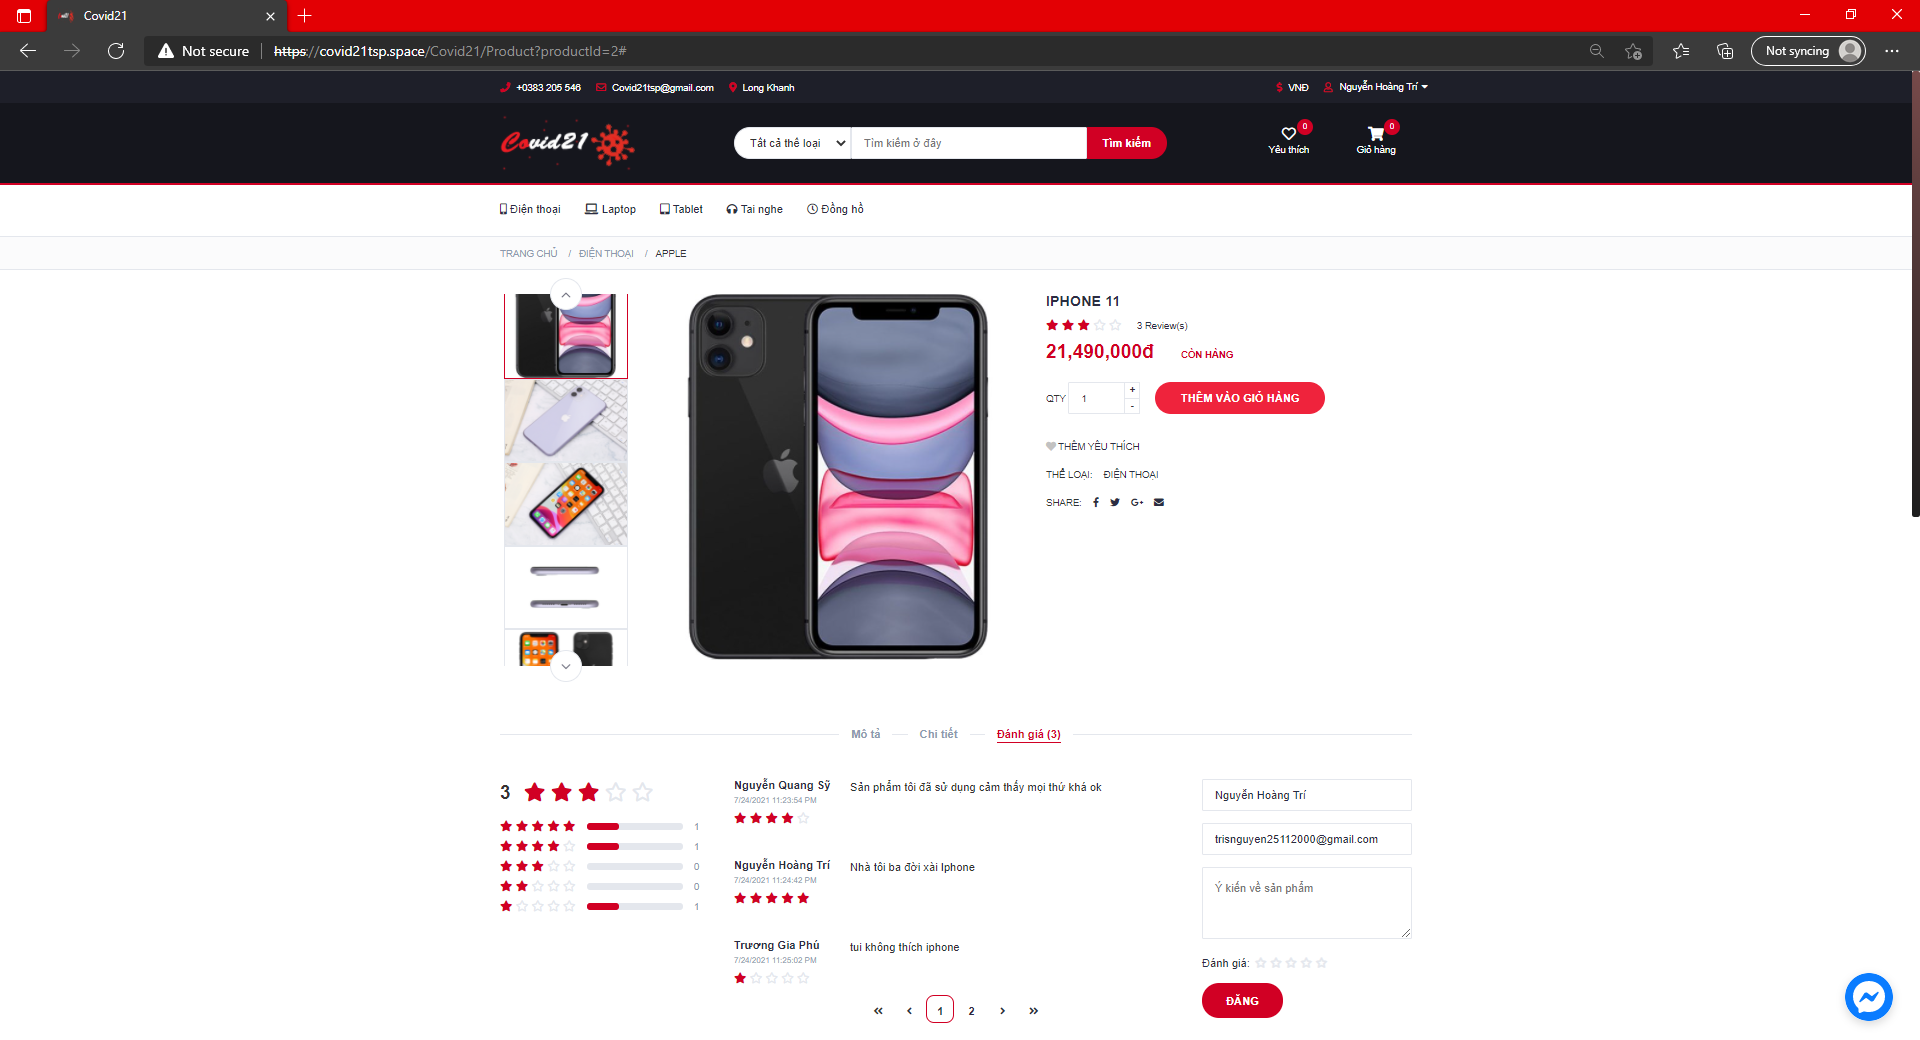 Covid21
Not secure
https://covid21tsp.space/Covid21/Product?productId=2#
Not syncing
+0383 205 546 Covid21tsp@gmail.com Long Khanh
$ VNĐ Nguyễn Hoàng Trí
Covid21
Tất cả thể loại
Tìm kiếm ở đây
Tìm kiếm
0
Yêu thích
0
Giỏ hàng
Điện thoại Laptop Tablet Tai nghe Đồng hồ
TRANG CHỦ / ĐIỆN THOẠI / APPLE
IPHONE 11
3 Review(s)
21,490,000đ CÒN HÀNG
QTY 1 + -
THÊM VÀO GIỎ HÀNG
THÊM YÊU THÍCH
THỂ LOẠI: ĐIỆN THOẠI
SHARE: f G+
Mô tả Chi tiết Đánh giá (3)
3
1
1
0
0
1
Nguyễn Quang Sỹ
7/24/2021 11:23:54 PM
Sản phẩm tôi đã sử dụng cảm thấy mọi thứ khá ok
Nguyễn Hoàng Trí
7/24/2021 11:24:42 PM
Nhà tôi ba đời xài Iphone
Trương Gia Phú
7/24/2021 11:25:02 PM
tui không thích iphone
« ‹ 1 2 › »
Nguyễn Hoàng Trí
trisnguyen25112000@gmail.com
Ý kiến về sản phẩm
Đánh giá:
ĐĂNG